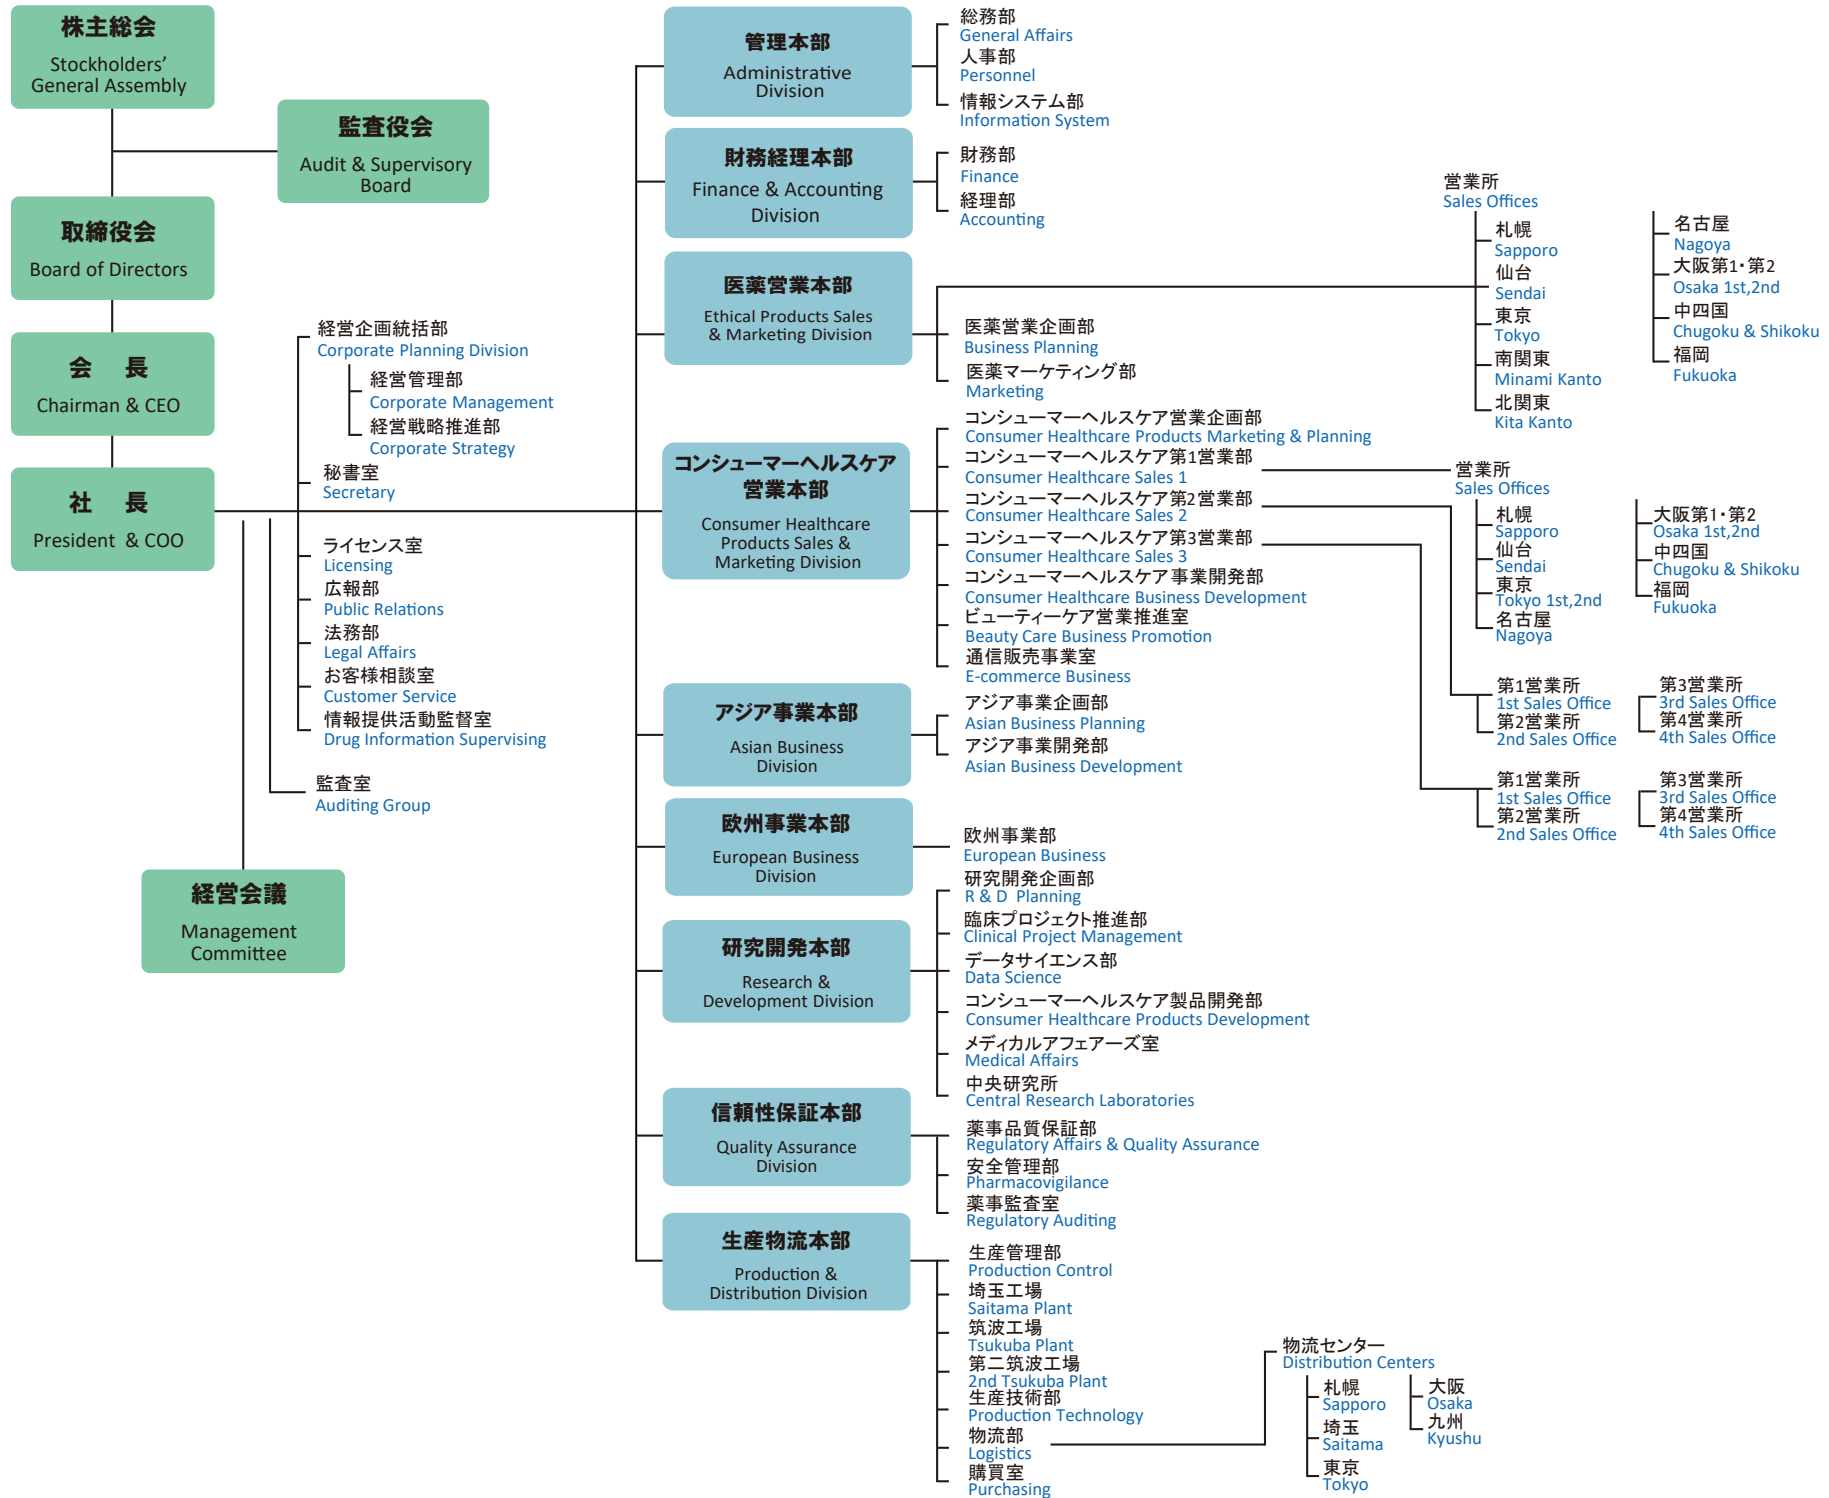 株主総会
Stockholders'
General Assembly
監査役会
Audit & Supervisory
Board
取締役会
Board of Directors
会 長
Chairman & CEO
社 長
President & COO
経営会議
Management
Committee
経営企画統括部
Corporate Planning Division
経営管理部
Corporate Management
経営戦略推進部
Corporate Strategy
秘書室
Secretary
ライセンス室
Licensing
広報部
Public Relations
法務部
Legal Affairs
お客様相談室
Customer Service
情報提供活動監督室
Drug Information Supervising
監査室
Auditing Group
管理本部
Administrative
Division
総務部
General Affairs
人事部
Personnel
情報システム部
Information System
財務経理本部
Finance & Accounting
Division
財務部
Finance
経理部
Accounting
医薬営業本部
Ethical Products Sales
& Marketing Division
医薬営業企画部
Business Planning
医薬マーケティング部
Marketing
営業所
Sales Offices
札幌
Sapporo
仙台
Sendai
東京
Tokyo
南関東
Minami Kanto
北関東
Kita Kanto
名古屋
Nagoya
大阪第1・第2
Osaka 1st,2nd
中四国
Chugoku & Shikoku
福岡
Fukuoka
コンシューマーヘルスケア
営業本部
Consumer Healthcare
Products Sales &
Marketing Division
コンシューマーヘルスケア営業企画部
Consumer Healthcare Products Marketing & Planning
コンシューマーヘルスケア第1営業部
Consumer Healthcare Sales 1
コンシューマーヘルスケア第2営業部
Consumer Healthcare Sales 2
コンシューマーヘルスケア第3営業部
Consumer Healthcare Sales 3
コンシューマーヘルスケア事業開発部
Consumer Healthcare Business Development
ビューティーケア営業推進室
Beauty Care Business Promotion
通信販売事業室
E-commerce Business
営業所
Sales Offices
札幌
Sapporo
仙台
Sendai
東京
Tokyo 1st,2nd
名古屋
Nagoya
大阪第1・第2
Osaka 1st,2nd
中四国
Chugoku & Shikoku
福岡
Fukuoka
第1営業所
1st Sales Office
第2営業所
2nd Sales Office
第3営業所
3rd Sales Office
第4営業所
4th Sales Office
第1営業所
1st Sales Office
第2営業所
2nd Sales Office
第3営業所
3rd Sales Office
第4営業所
4th Sales Office
アジア事業本部
Asian Business
Division
アジア事業企画部
Asian Business Planning
アジア事業開発部
Asian Business Development
欧州事業本部
European Business
Division
欧州事業部
European Business
研究開発本部
Research &
Development Division
研究開発企画部
R & D Planning
臨床プロジェクト推進部
Clinical Project Management
データサイエンス部
Data Science
コンシューマーヘルスケア製品開発部
Consumer Healthcare Products Development
メディカルアフェアーズ室
Medical Affairs
中央研究所
Central Research Laboratories
信頼性保証本部
Quality Assurance
Division
薬事品質保証部
Regulatory Affairs & Quality Assurance
安全管理部
Pharmacovigilance
薬事監査室
Regulatory Auditing
生産物流本部
Production &
Distribution Division
生産管理部
Production Control
埼玉工場
Saitama Plant
筑波工場
Tsukuba Plant
第二筑波工場
2nd Tsukuba Plant
生産技術部
Production Technology
物流部
Logistics
購買室
Purchasing
物流センター
Distribution Centers
札幌
Sapporo
埼玉
Saitama
東京
Tokyo
大阪
Osaka
九州
Kyushu